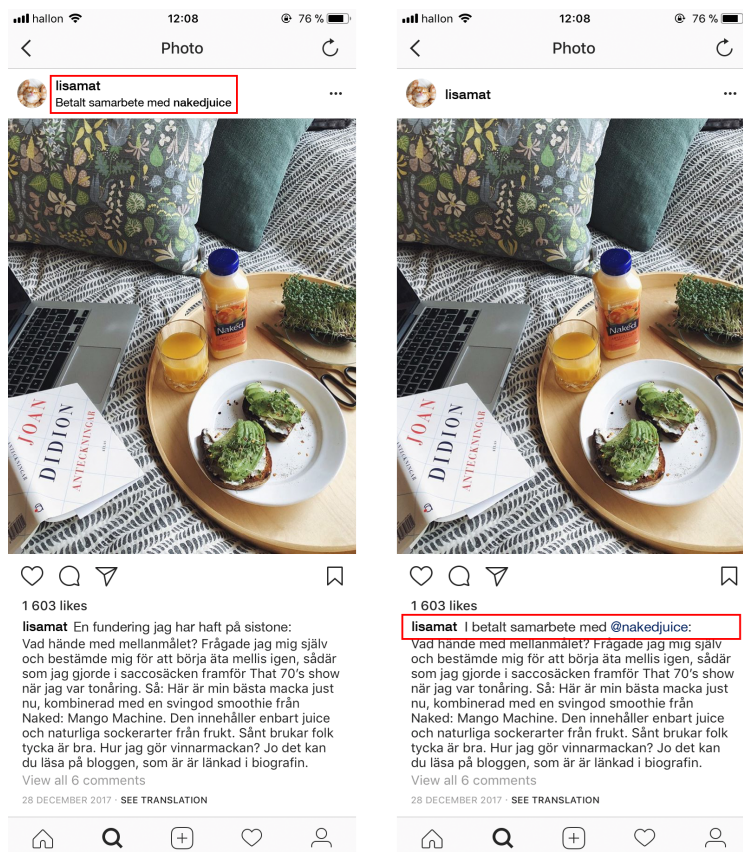 hallon 12:08 76 %
Photo
lisamat
Betalt samarbete med nakedjuice
Naked
JOAN
DIDION
ANTECKNINGAR
1 603 likes
lisamat En fundering jag har haft på sistone:
Vad hände med mellanmålet? Frågade jag mig själv
och bestämde mig för att börja äta mellis igen, sådär
som jag gjorde i saccosäcken framför That 70's show
när jag var tonåring. Så: Här är min bästa macka just
nu, kombinerad med en svingod smoothie från
Naked: Mango Machine. Den innehåller enbart juice
och naturliga sockerarter från frukt. Sånt brukar folk
tycka är bra. Hur jag gör vinnarmackan? Jo det kan
du läsa på bloggen, som är är länkad i biografin.
View all 6 comments
28 DECEMBER 2017 · SEE TRANSLATION
hallon 12:08 76 %
Photo
lisamat
Naked
JOAN
DIDION
ANTECKNINGAR
1 603 likes
lisamat I betalt samarbete med @nakedjuice:
Vad hände med mellanmålet? Frågade jag mig själv
och bestämde mig för att börja äta mellis igen, sådär
som jag gjorde i saccosäcken framför That 70's show
när jag var tonåring. Så: Här är min bästa macka just
nu, kombinerad med en svingod smoothie från
Naked: Mango Machine. Den innehåller enbart juice
och naturliga sockerarter från frukt. Sånt brukar folk
tycka är bra. Hur jag gör vinnarmackan? Jo det kan
du läsa på bloggen, som är är länkad i biografin.
View all 6 comments
28 DECEMBER 2017 · SEE TRANSLATION